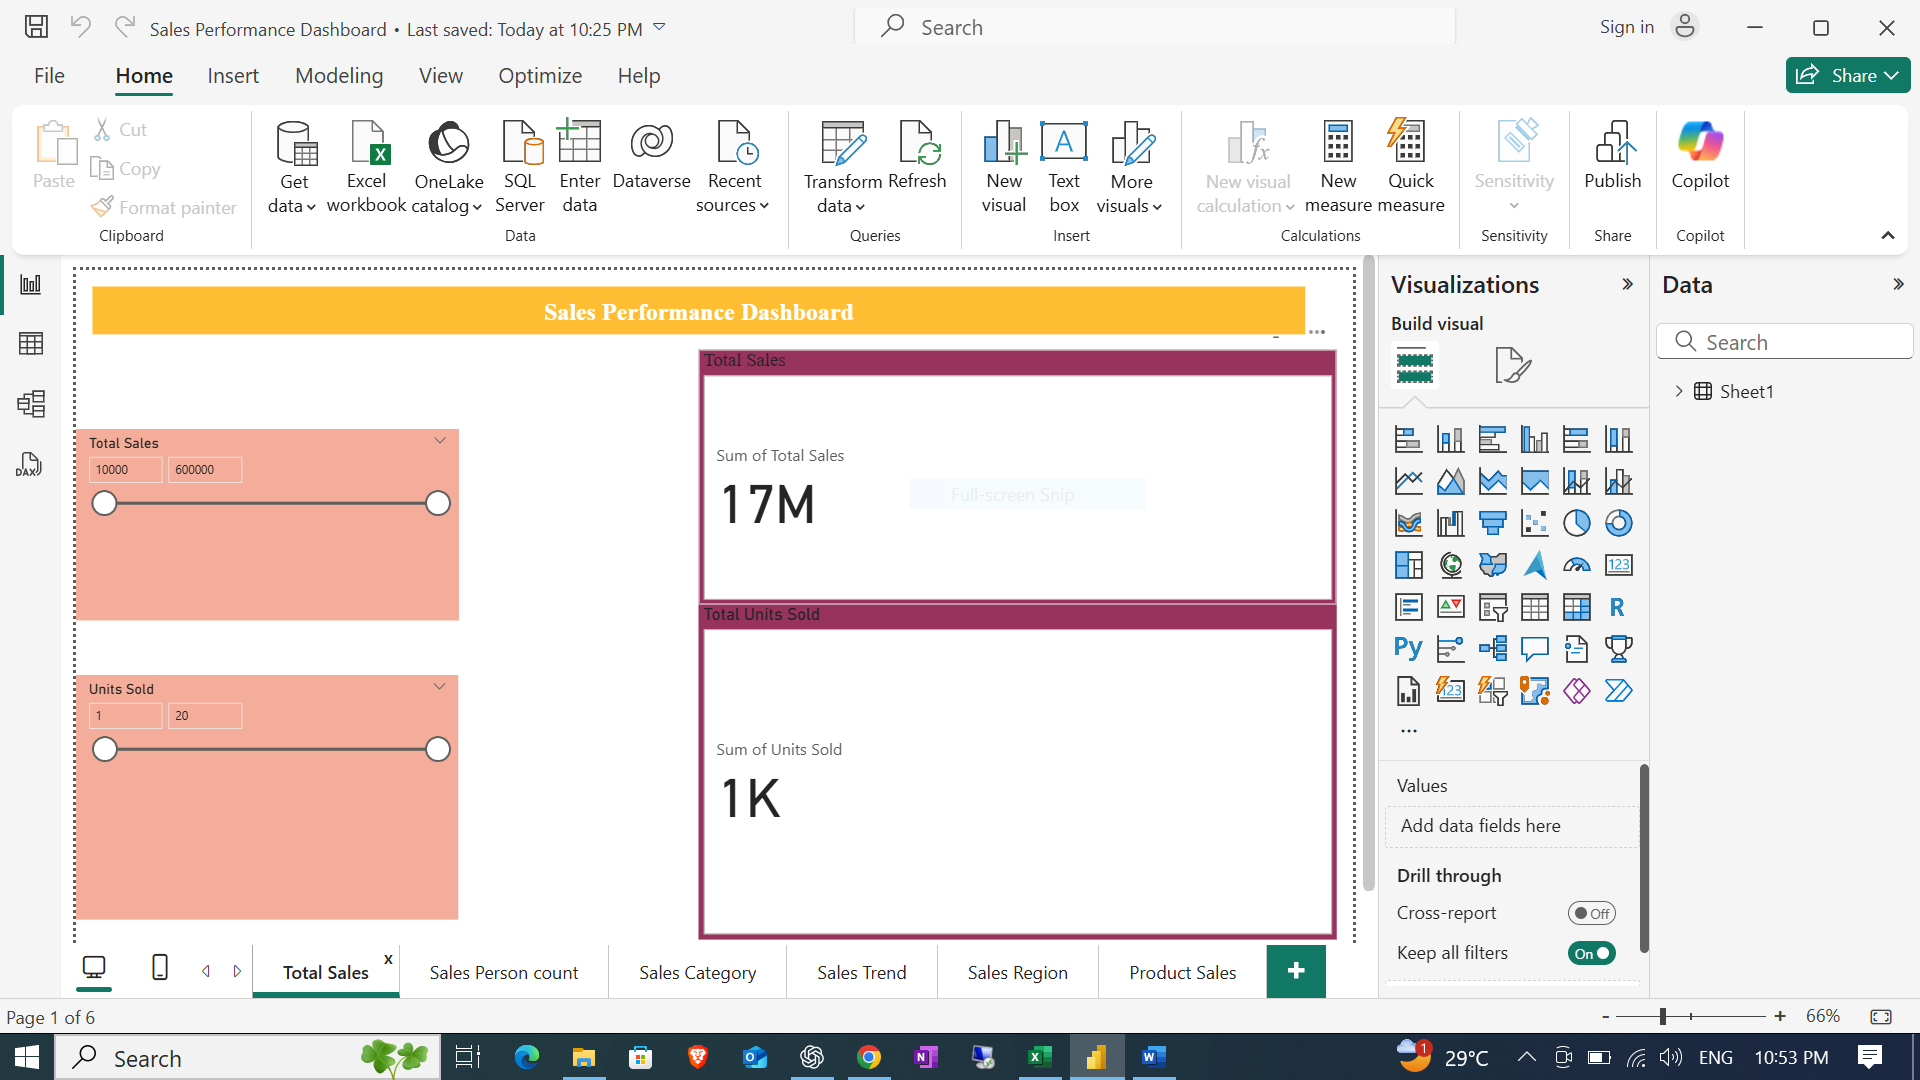 Sales Performance Dashboard • Last saved: Today at 10:25 PM
Search
Sign in
File Home Insert Modeling View Optimize Help
Share
Paste
Cut
Copy
Format painter
Clipboard
Get data
Excel workbook
OneLake catalog
SQL Server
Enter data
Dataverse
Recent sources
Data
Transform data
Refresh
Queries
New visual
Text box
More visuals
Insert
New visual calculation
New measure
Quick measure
Calculations
Sensitivity
Sensitivity
Publish
Share
Copilot
Copilot
DAX
Sales Performance Dashboard
Total Sales
10000 600000
Units Sold
1 20
Total Sales
Sum of Total Sales
17M
Full-screen Snip
Total Units Sold
Sum of Units Sold
1K
Visualizations
Build visual
123
R
Py
123
Values
Add data fields here
Drill through
Cross-report Off
Keep all filters On
Data
Search
Sheet1
Total Sales x
Sales Person count
Sales Category
Sales Trend
Sales Region
Product Sales
+
Page 1 of 6
- + 66%
Search
1
29°C
ENG
10:53 PM